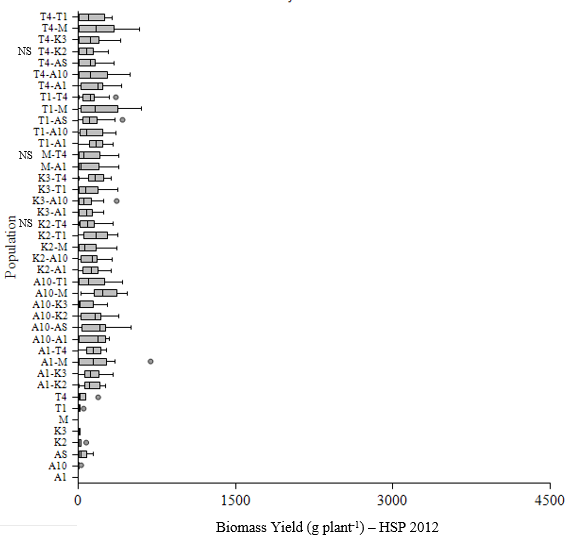 T4-T1
T4-M
T4-K3
NS T4-K2
T4-AS
T4-A10
T4-A1
T1-T4
T1-M
T1-AS
T1-A10
T1-A1
NS M-T4
M-A1
K3-T4
K3-T1
K3-A10
K3-A1
NS K2-T4
K2-T1
K2-M
K2-A10
K2-A1
A10-T1
A10-M
A10-K3
A10-K2
A10-AS
A10-A1
A1-T4
A1-M
A1-K3
A1-K2
T4
T1
M
K3
K2
AS
A10
A1
Population
0 1500 3000 4500
Biomass Yield (g plant⁻¹) – HSP 2012